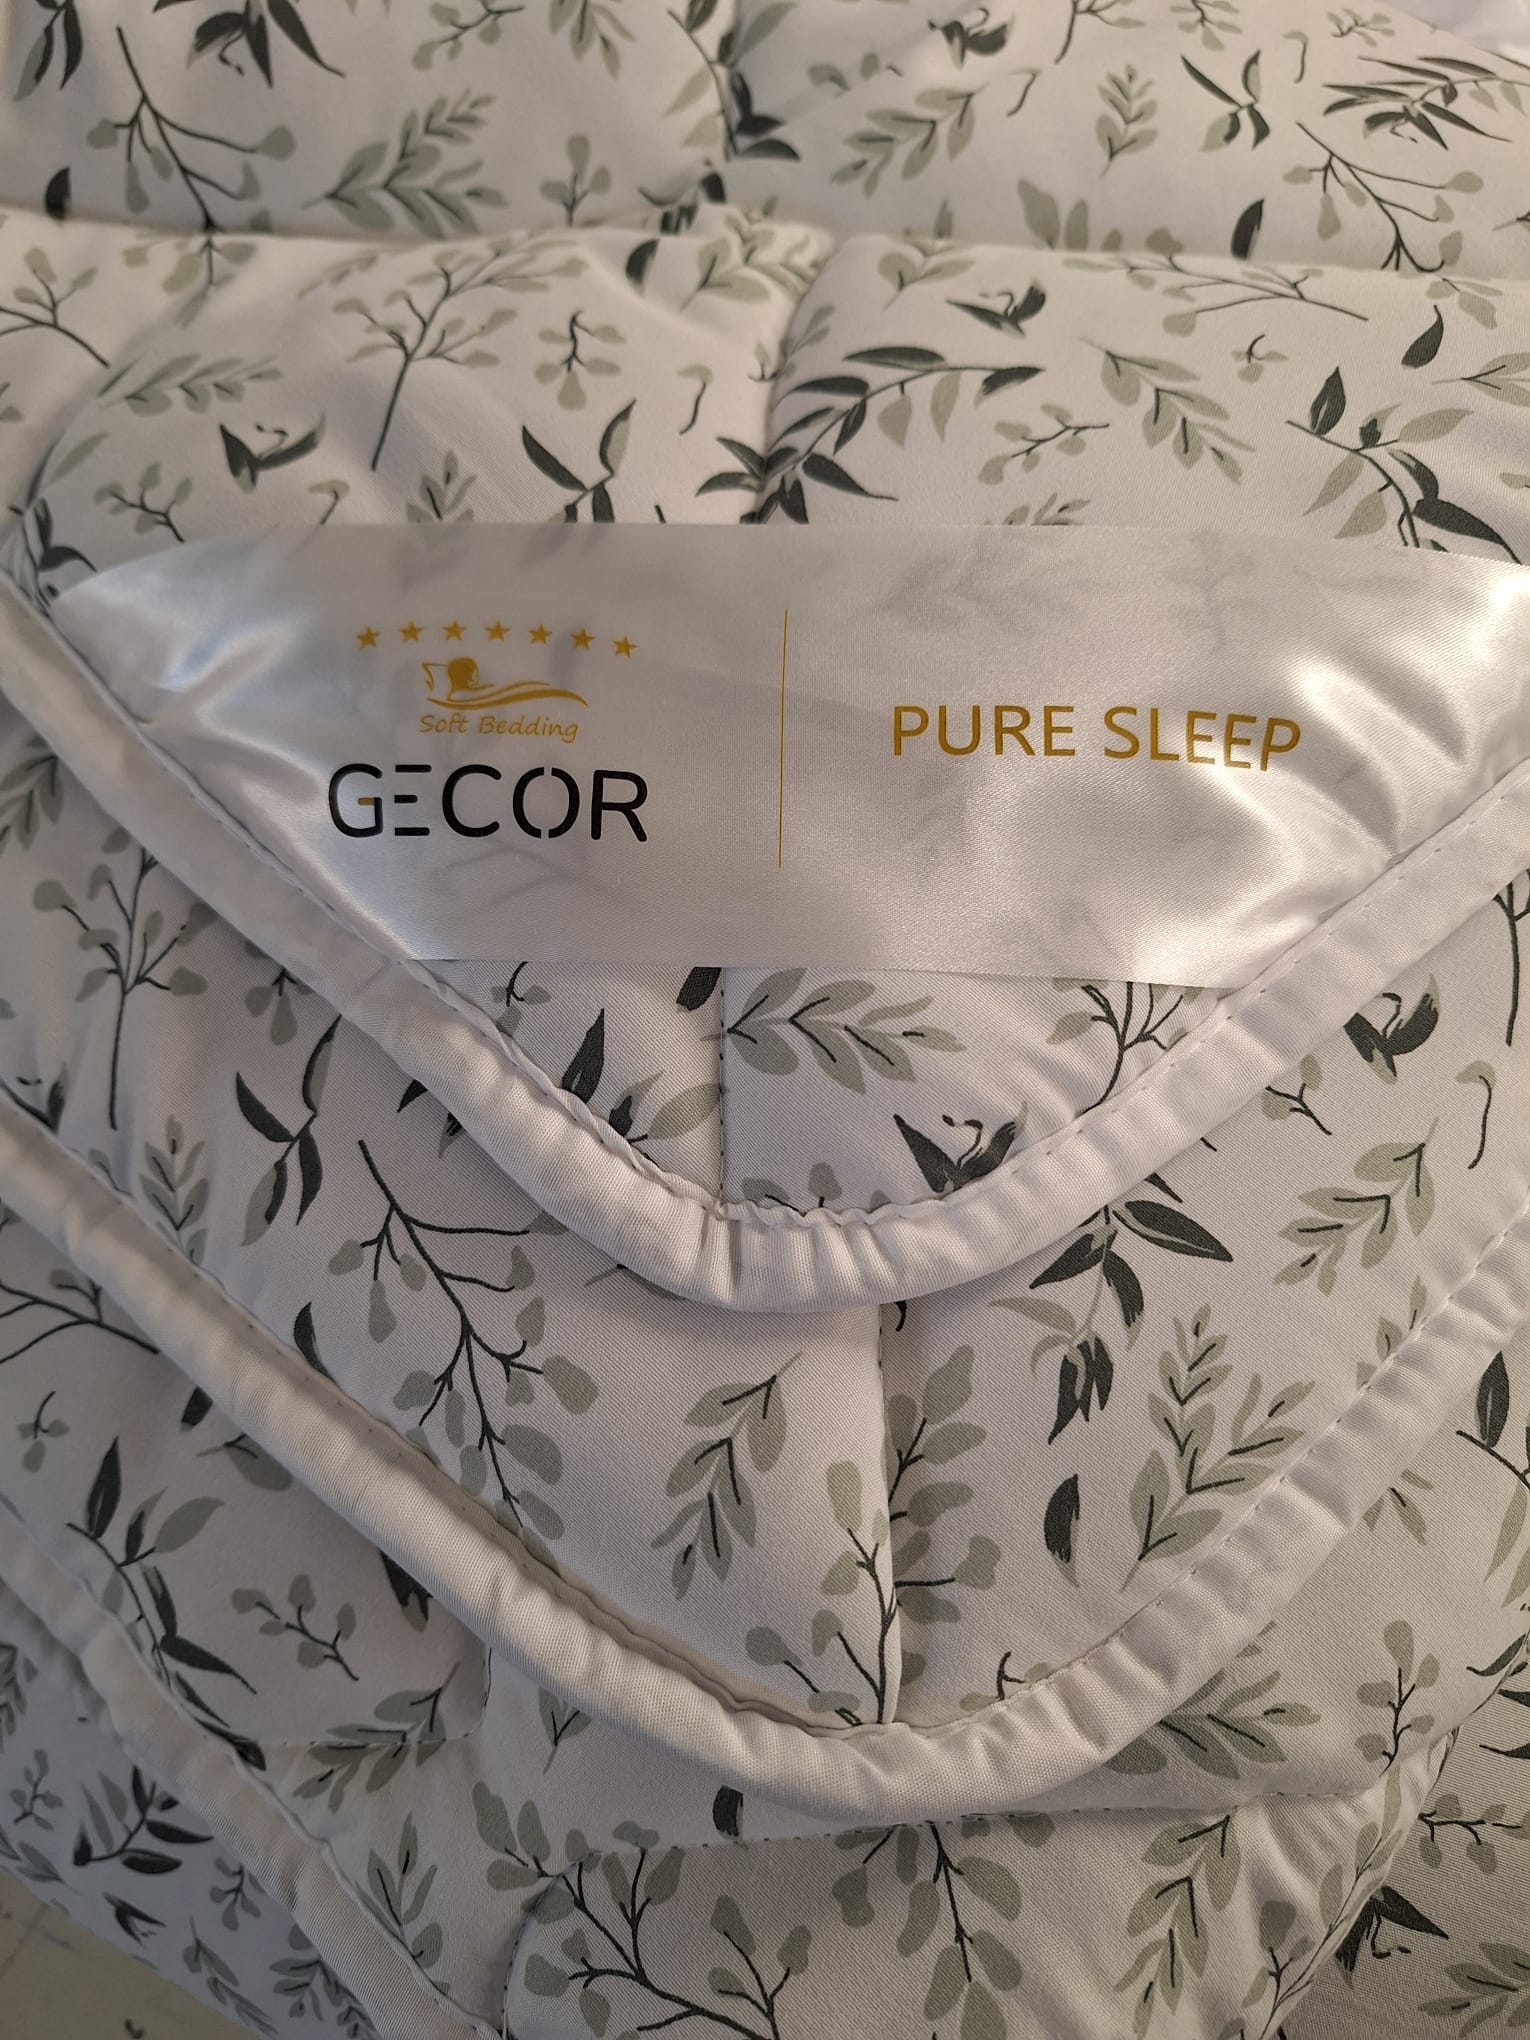 Soft Bedding
GECOR
PURE SLEEP